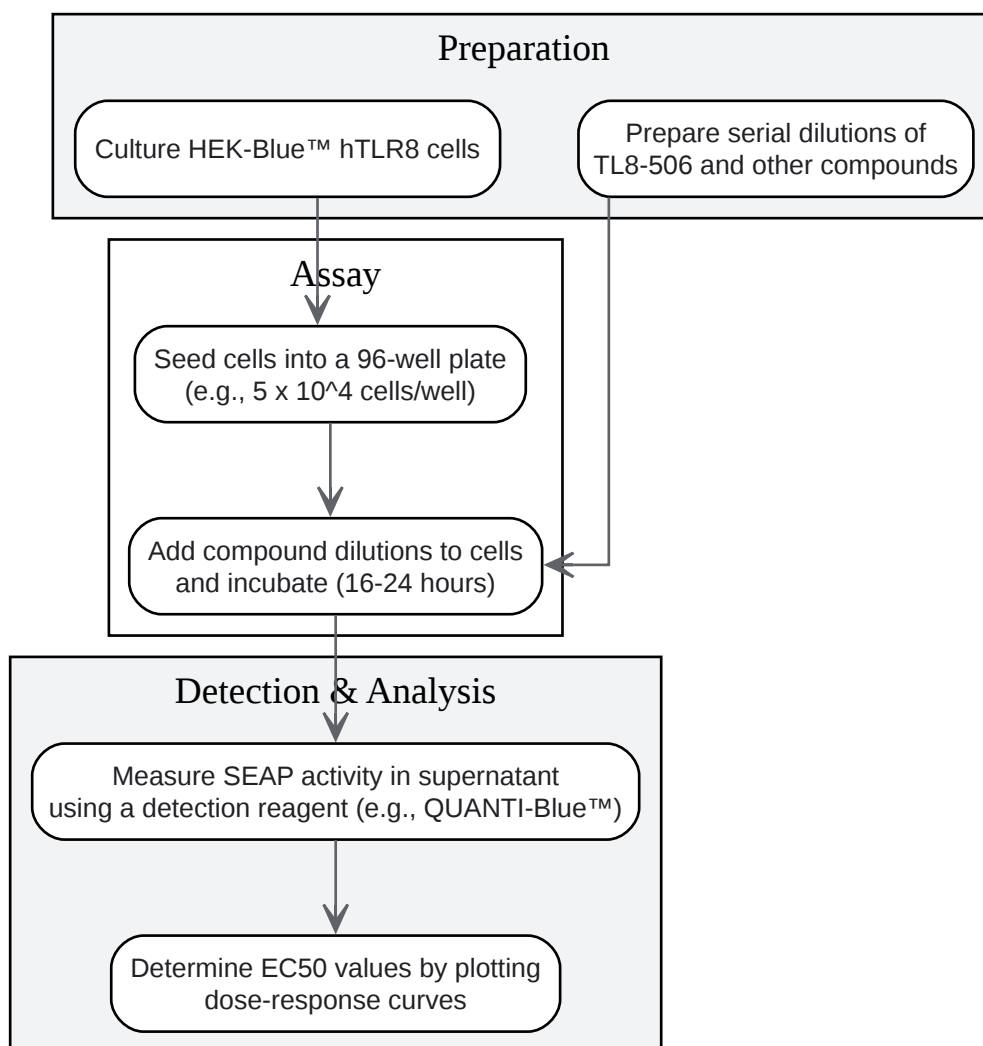 Preparation
Culture HEK-Blue™ hTLR8 cells
Prepare serial dilutions of
TL8-506 and other compounds
Assay
Seed cells into a 96-well plate
(e.g., 5 x 10^4 cells/well)
Add compound dilutions to cells
and incubate (16-24 hours)
Detection & Analysis
Measure SEAP activity in supernatant
using a detection reagent (e.g., QUANTI-Blue™)
Determine EC50 values by plotting
dose-response curves